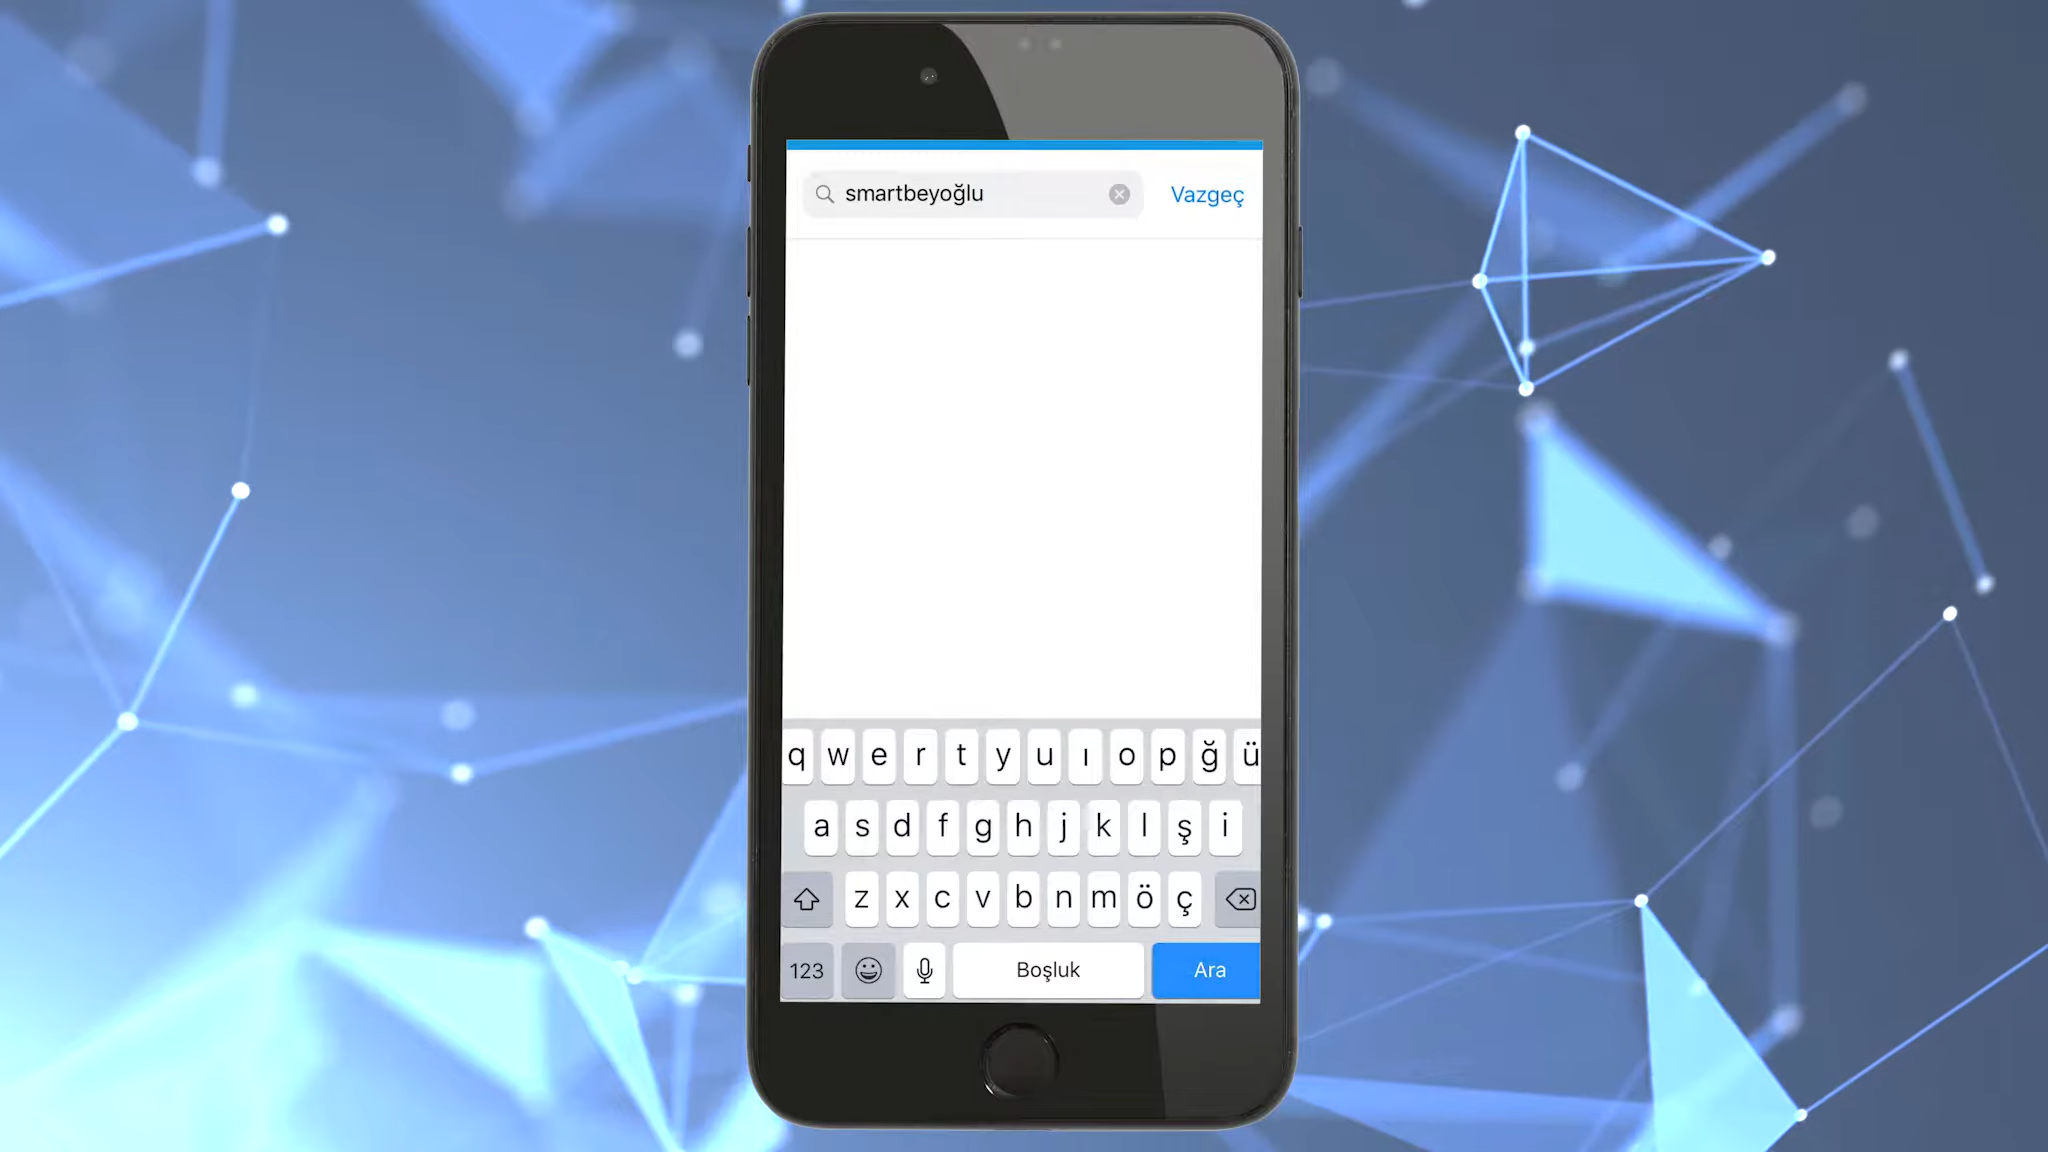 smartbeyoğlu
Vazgeç
q w e r t y u ı o p ğ ü
a s d f g h j k l ş i
z x c v b n m ö ç
123 Boşluk Ara